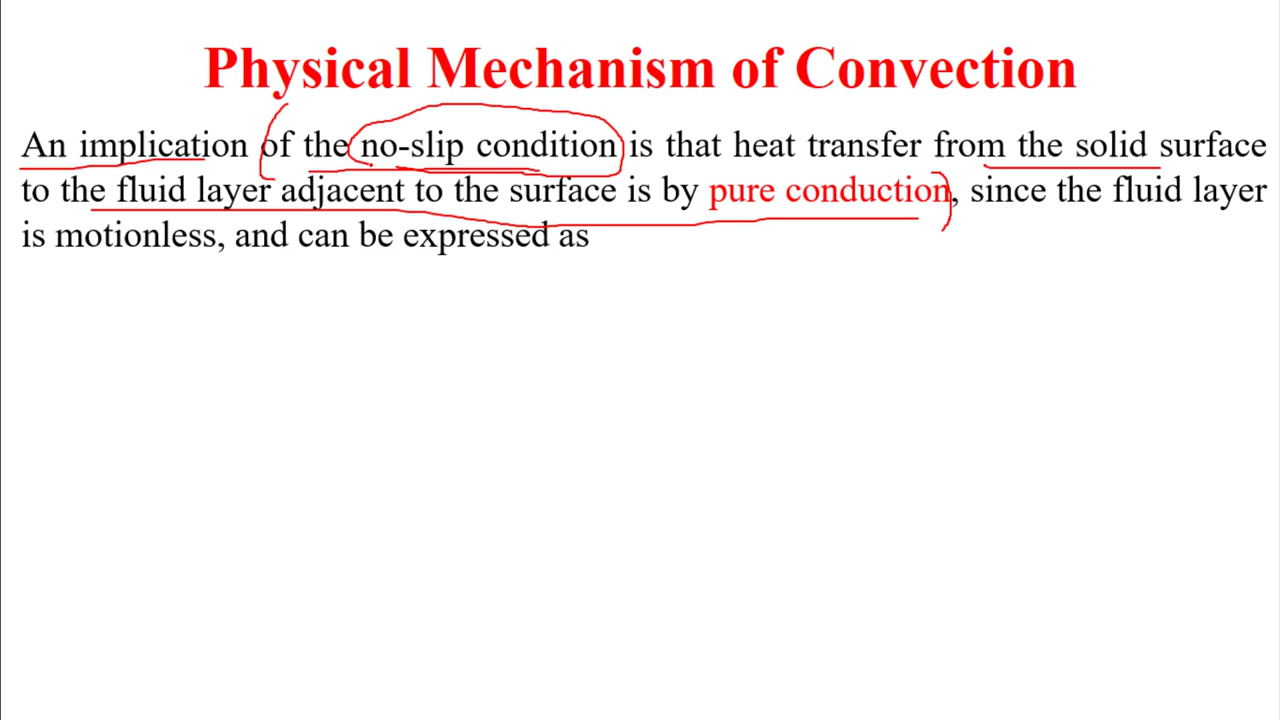 Physical Mechanism of Convection
An implication of the no-slip condition is that heat transfer from the solid surface
to the fluid layer adjacent to the surface is by pure conduction, since the fluid layer
is motionless, and can be expressed as